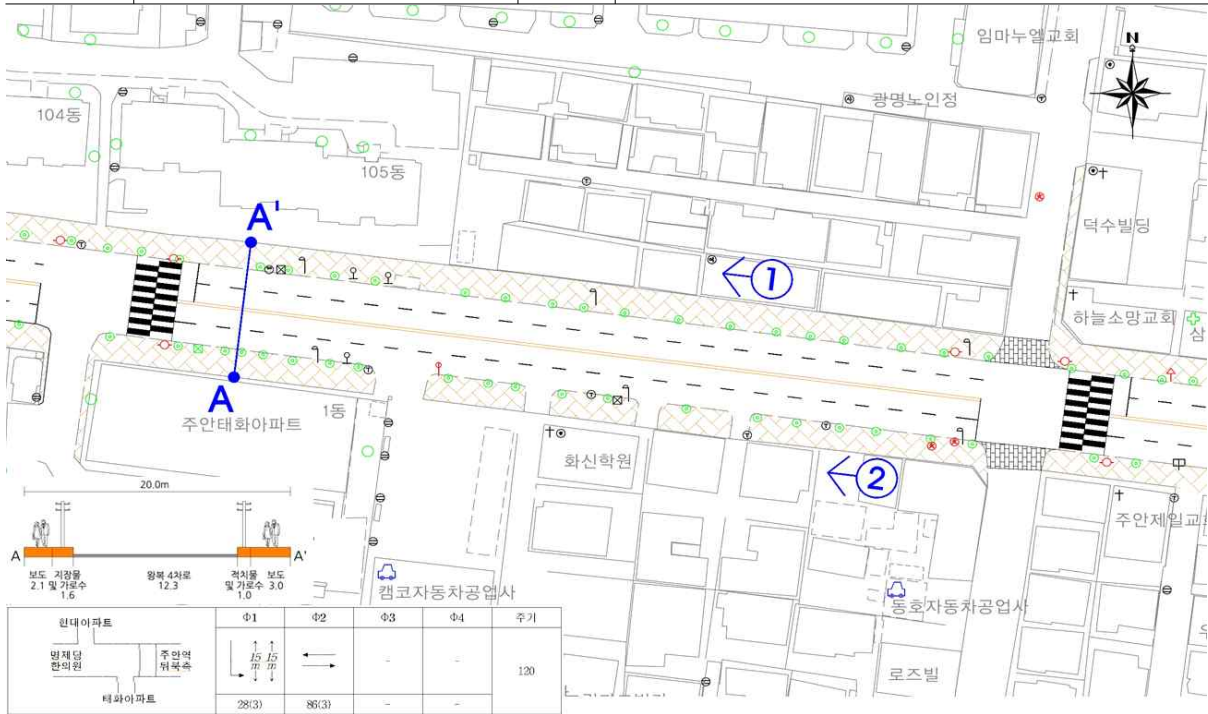 임마누엘교회
N
광명노인정
104동
105동
A'
덕수빌딩
①
하늘소망교회
삼
A
1동
주안태화아파트
화신학원
②
20.0m
주안제일교회
A
A'
보도
2.1
지장물
및 가로수
1.6
왕복 4차로
12.3
적치물
및 가로수
1.0
보도
3.0
캠코자동차공업사
동호자동차공업사
로즈빌
현대아파트
명제당
한의원
주안역
뒤북측
태화아파트
Φ1 Φ2 Φ3 Φ4 주기
15m 15m - - 120
28(3) 86(3) - -